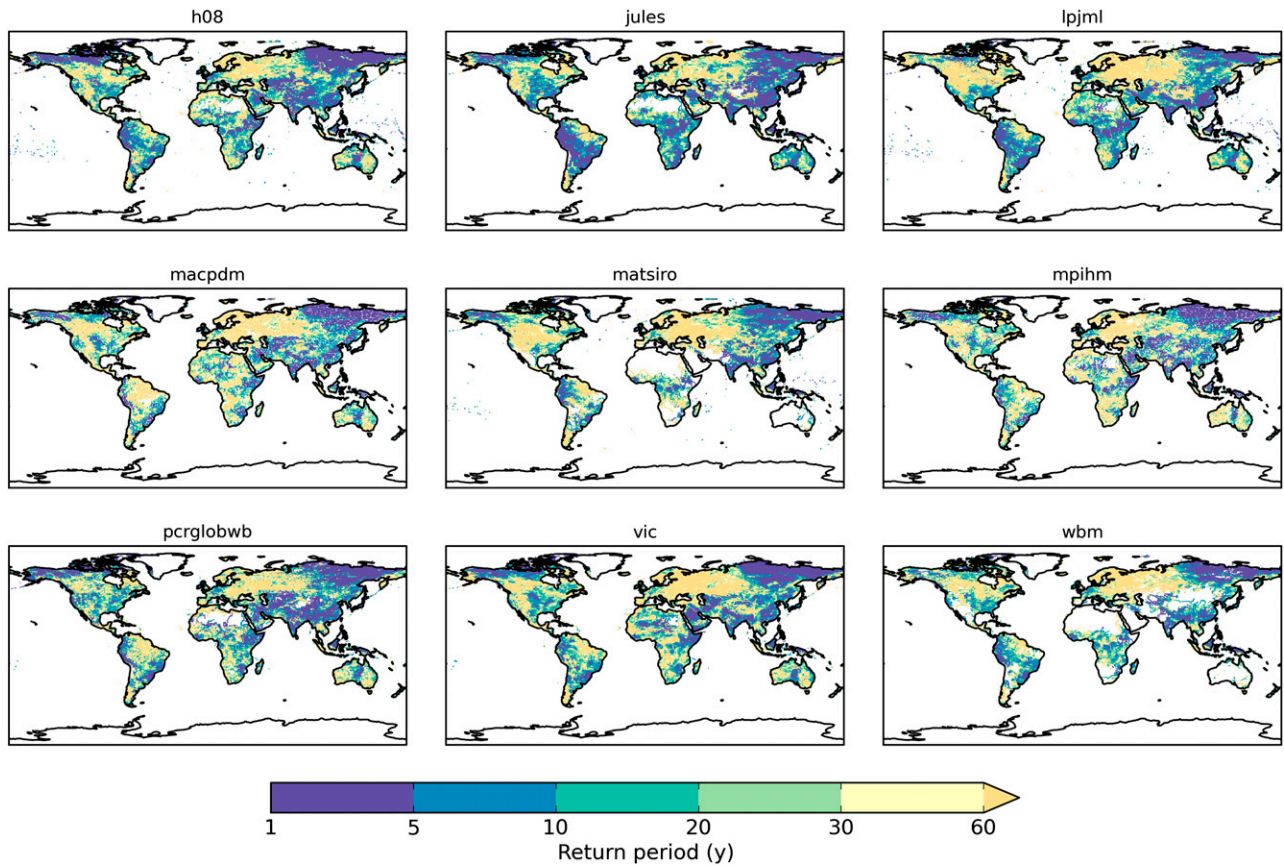 h08 jules lpjml
macpdm matsiro mpihm
pcrglobwb vic wbm
1 5 10 20 30 60
Return period (y)